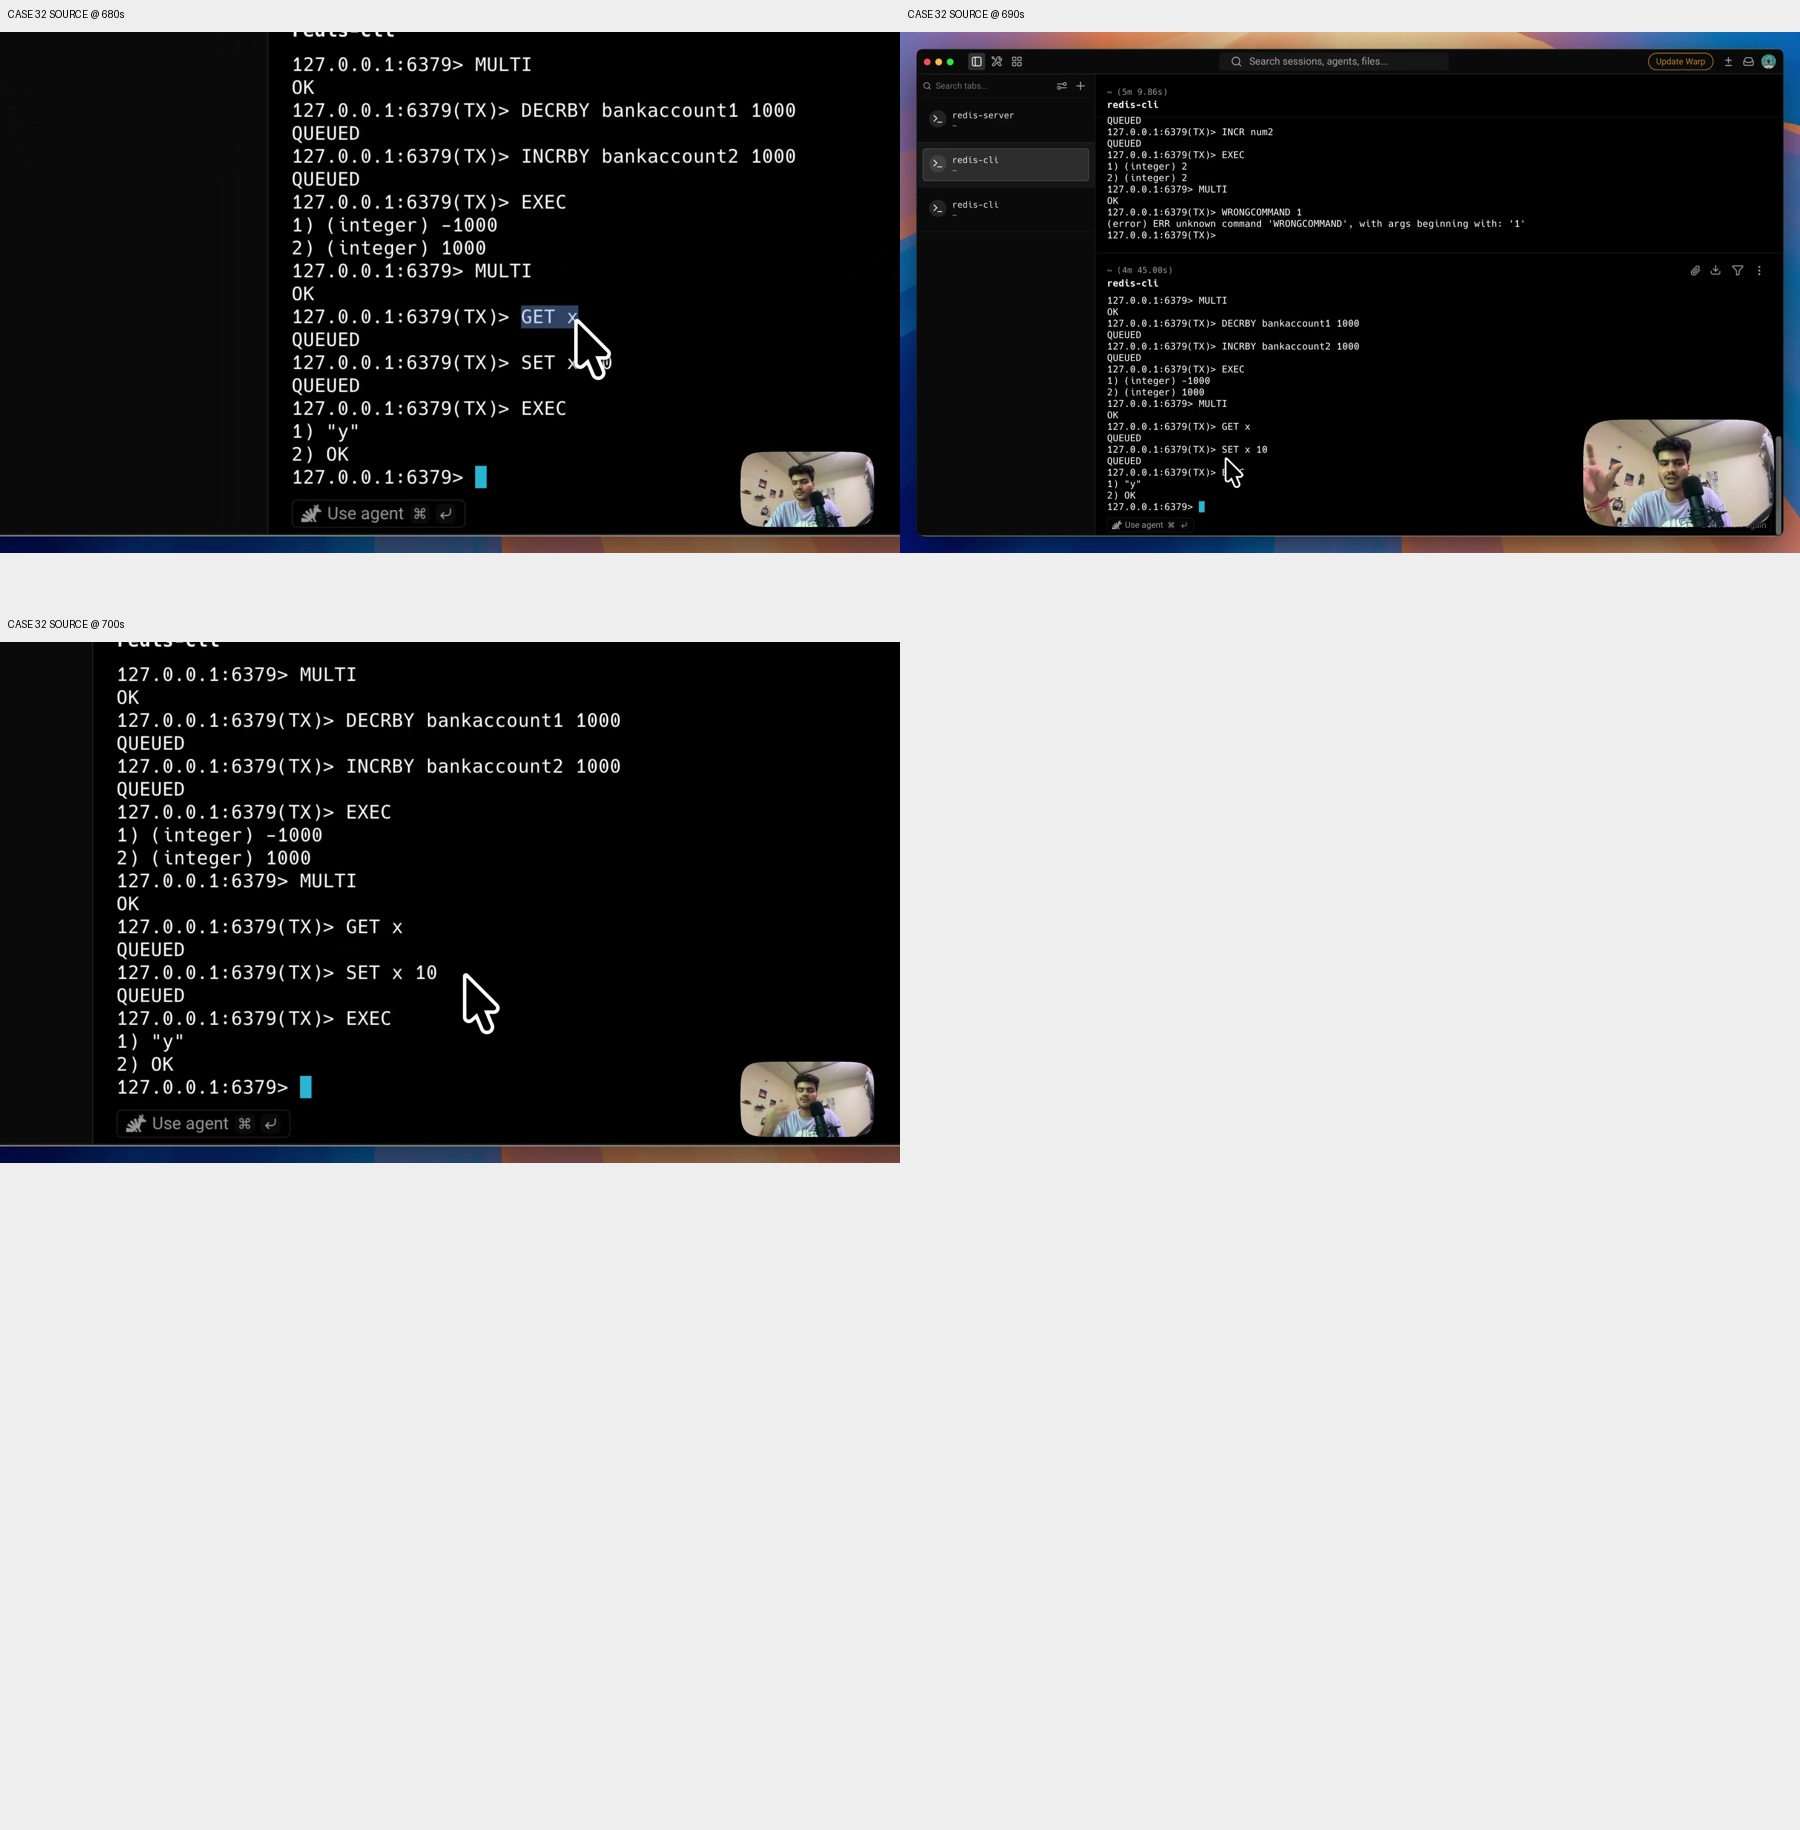 CASE 32 SOURCE @ 680s
redis-cli
127.0.0.1:6379> MULTI
OK
127.0.0.1:6379(TX)> DECRBY bankaccount1 1000
QUEUED
127.0.0.1:6379(TX)> INCRBY bankaccount2 1000
QUEUED
127.0.0.1:6379(TX)> EXEC
1) (integer) -1000
2) (integer) 1000
127.0.0.1:6379> MULTI
OK
127.0.0.1:6379(TX)> GET x
QUEUED
127.0.0.1:6379(TX)> SET x
QUEUED
127.0.0.1:6379(TX)> EXEC
1) "y"
2) OK
127.0.0.1:6379>
Use agent ⌘ ↵
CASE 32 SOURCE @ 690s
Search sessions, agents, files...
Update Warp
Search tabs...
redis-server
~
redis-cli
~
redis-cli
~
~ (5m 9.86s)
redis-cli
QUEUED
127.0.0.1:6379(TX)> INCR num2
QUEUED
127.0.0.1:6379(TX)> EXEC
1) (integer) 2
2) (integer) 2
127.0.0.1:6379> MULTI
OK
127.0.0.1:6379(TX)> WRONGCOMMAND 1
(error) ERR unknown command 'WRONGCOMMAND', with args beginning with: '1'
127.0.0.1:6379(TX)>
~ (4m 45.00s)
redis-cli
127.0.0.1:6379> MULTI
OK
127.0.0.1:6379(TX)> DECRBY bankaccount1 1000
QUEUED
127.0.0.1:6379(TX)> INCRBY bankaccount2 1000
QUEUED
127.0.0.1:6379(TX)> EXEC
1) (integer) -1000
2) (integer) 1000
127.0.0.1:6379> MULTI
OK
127.0.0.1:6379(TX)> GET x
QUEUED
127.0.0.1:6379(TX)> SET x 10
QUEUED
127.0.0.1:6379(TX)>
1) "y"
2) OK
127.0.0.1:6379>
Use agent ⌘ ↵
CASE 32 SOURCE @ 700s
redis-cli
127.0.0.1:6379> MULTI
OK
127.0.0.1:6379(TX)> DECRBY bankaccount1 1000
QUEUED
127.0.0.1:6379(TX)> INCRBY bankaccount2 1000
QUEUED
127.0.0.1:6379(TX)> EXEC
1) (integer) -1000
2) (integer) 1000
127.0.0.1:6379> MULTI
OK
127.0.0.1:6379(TX)> GET x
QUEUED
127.0.0.1:6379(TX)> SET x 10
QUEUED
127.0.0.1:6379(TX)> EXEC
1) "y"
2) OK
127.0.0.1:6379>
Use agent ⌘ ↵